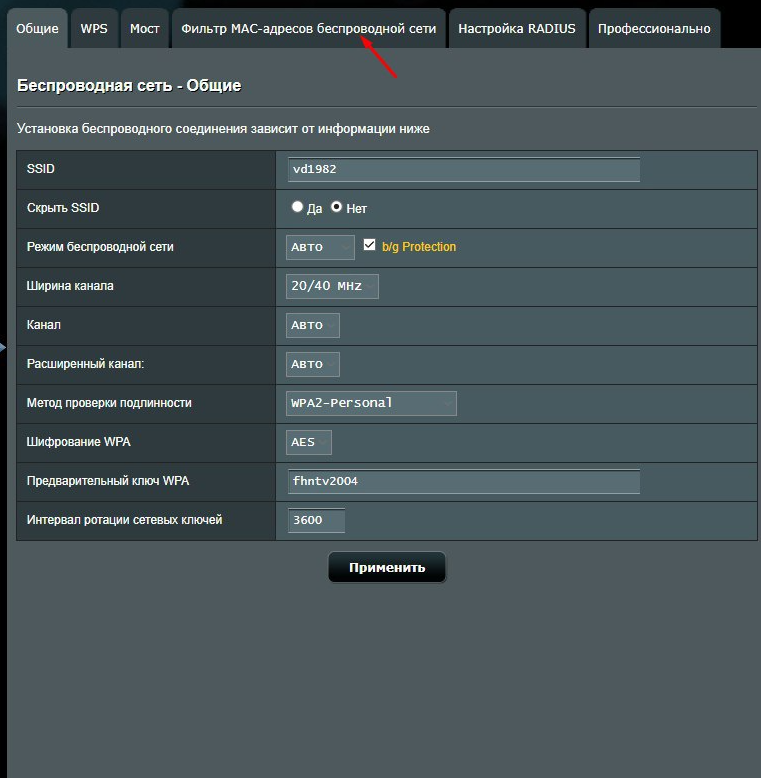 Общие WPS Мост Фильтр MAC-адресов беспроводной сети Настройка RADIUS Профессионально
Беспроводная сеть - Общие
Установка беспроводного соединения зависит от информации ниже
SSID vd1982
Скрыть SSID Да Нет
Режим беспроводной сети Авто b/g Protection
Ширина канала 20/40 MHz
Канал Авто
Расширенный канал: Авто
Метод проверки подлинности WPA2-Personal
Шифрование WPA AES
Предварительный ключ WPA fhntv2004
Интервал ротации сетевых ключей 3600
Применить